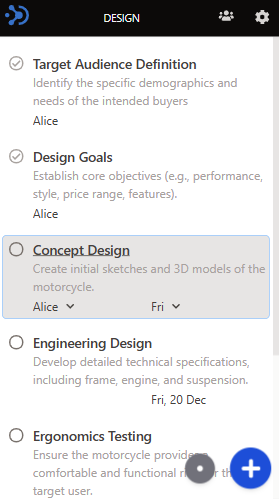 DESIGN
Target Audience Definition
Identify the specific demographics and
needs of the intended buyers
Alice
Design Goals
Establish core objectives (e.g., performance,
style, price range, features).
Alice
Concept Design
Create initial sketches and 3D models of the
motorcycle.
Alice Fri
Engineering Design
Develop detailed technical specifications,
including frame, engine, and suspension.
Fri, 20 Dec
Ergonomics Testing
Ensure the motorcycle provides
comfortable and functional
target user.